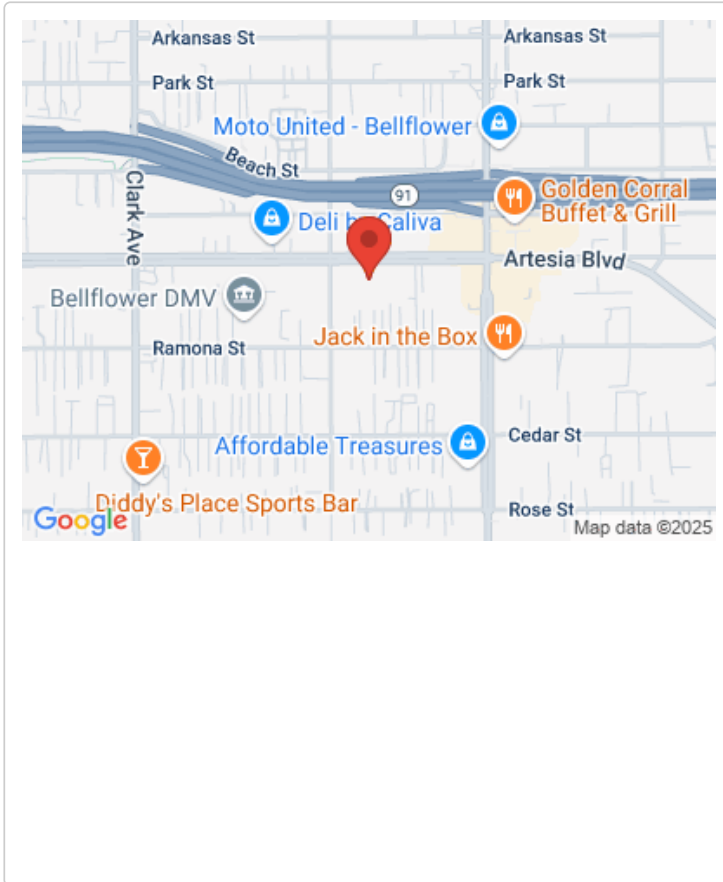 Arkansas St
Arkansas St
Park St
Park St
Moto United - Bellflower
Beach St
Clark Ave
91
Golden Corral
Buffet & Grill
Deli by Caliva
Artesia Blvd
Bellflower DMV
Jack in the Box
Ramona St
Cedar St
Affordable Treasures
Diddy's Place Sports Bar
Rose St
Google
Map data ©2025